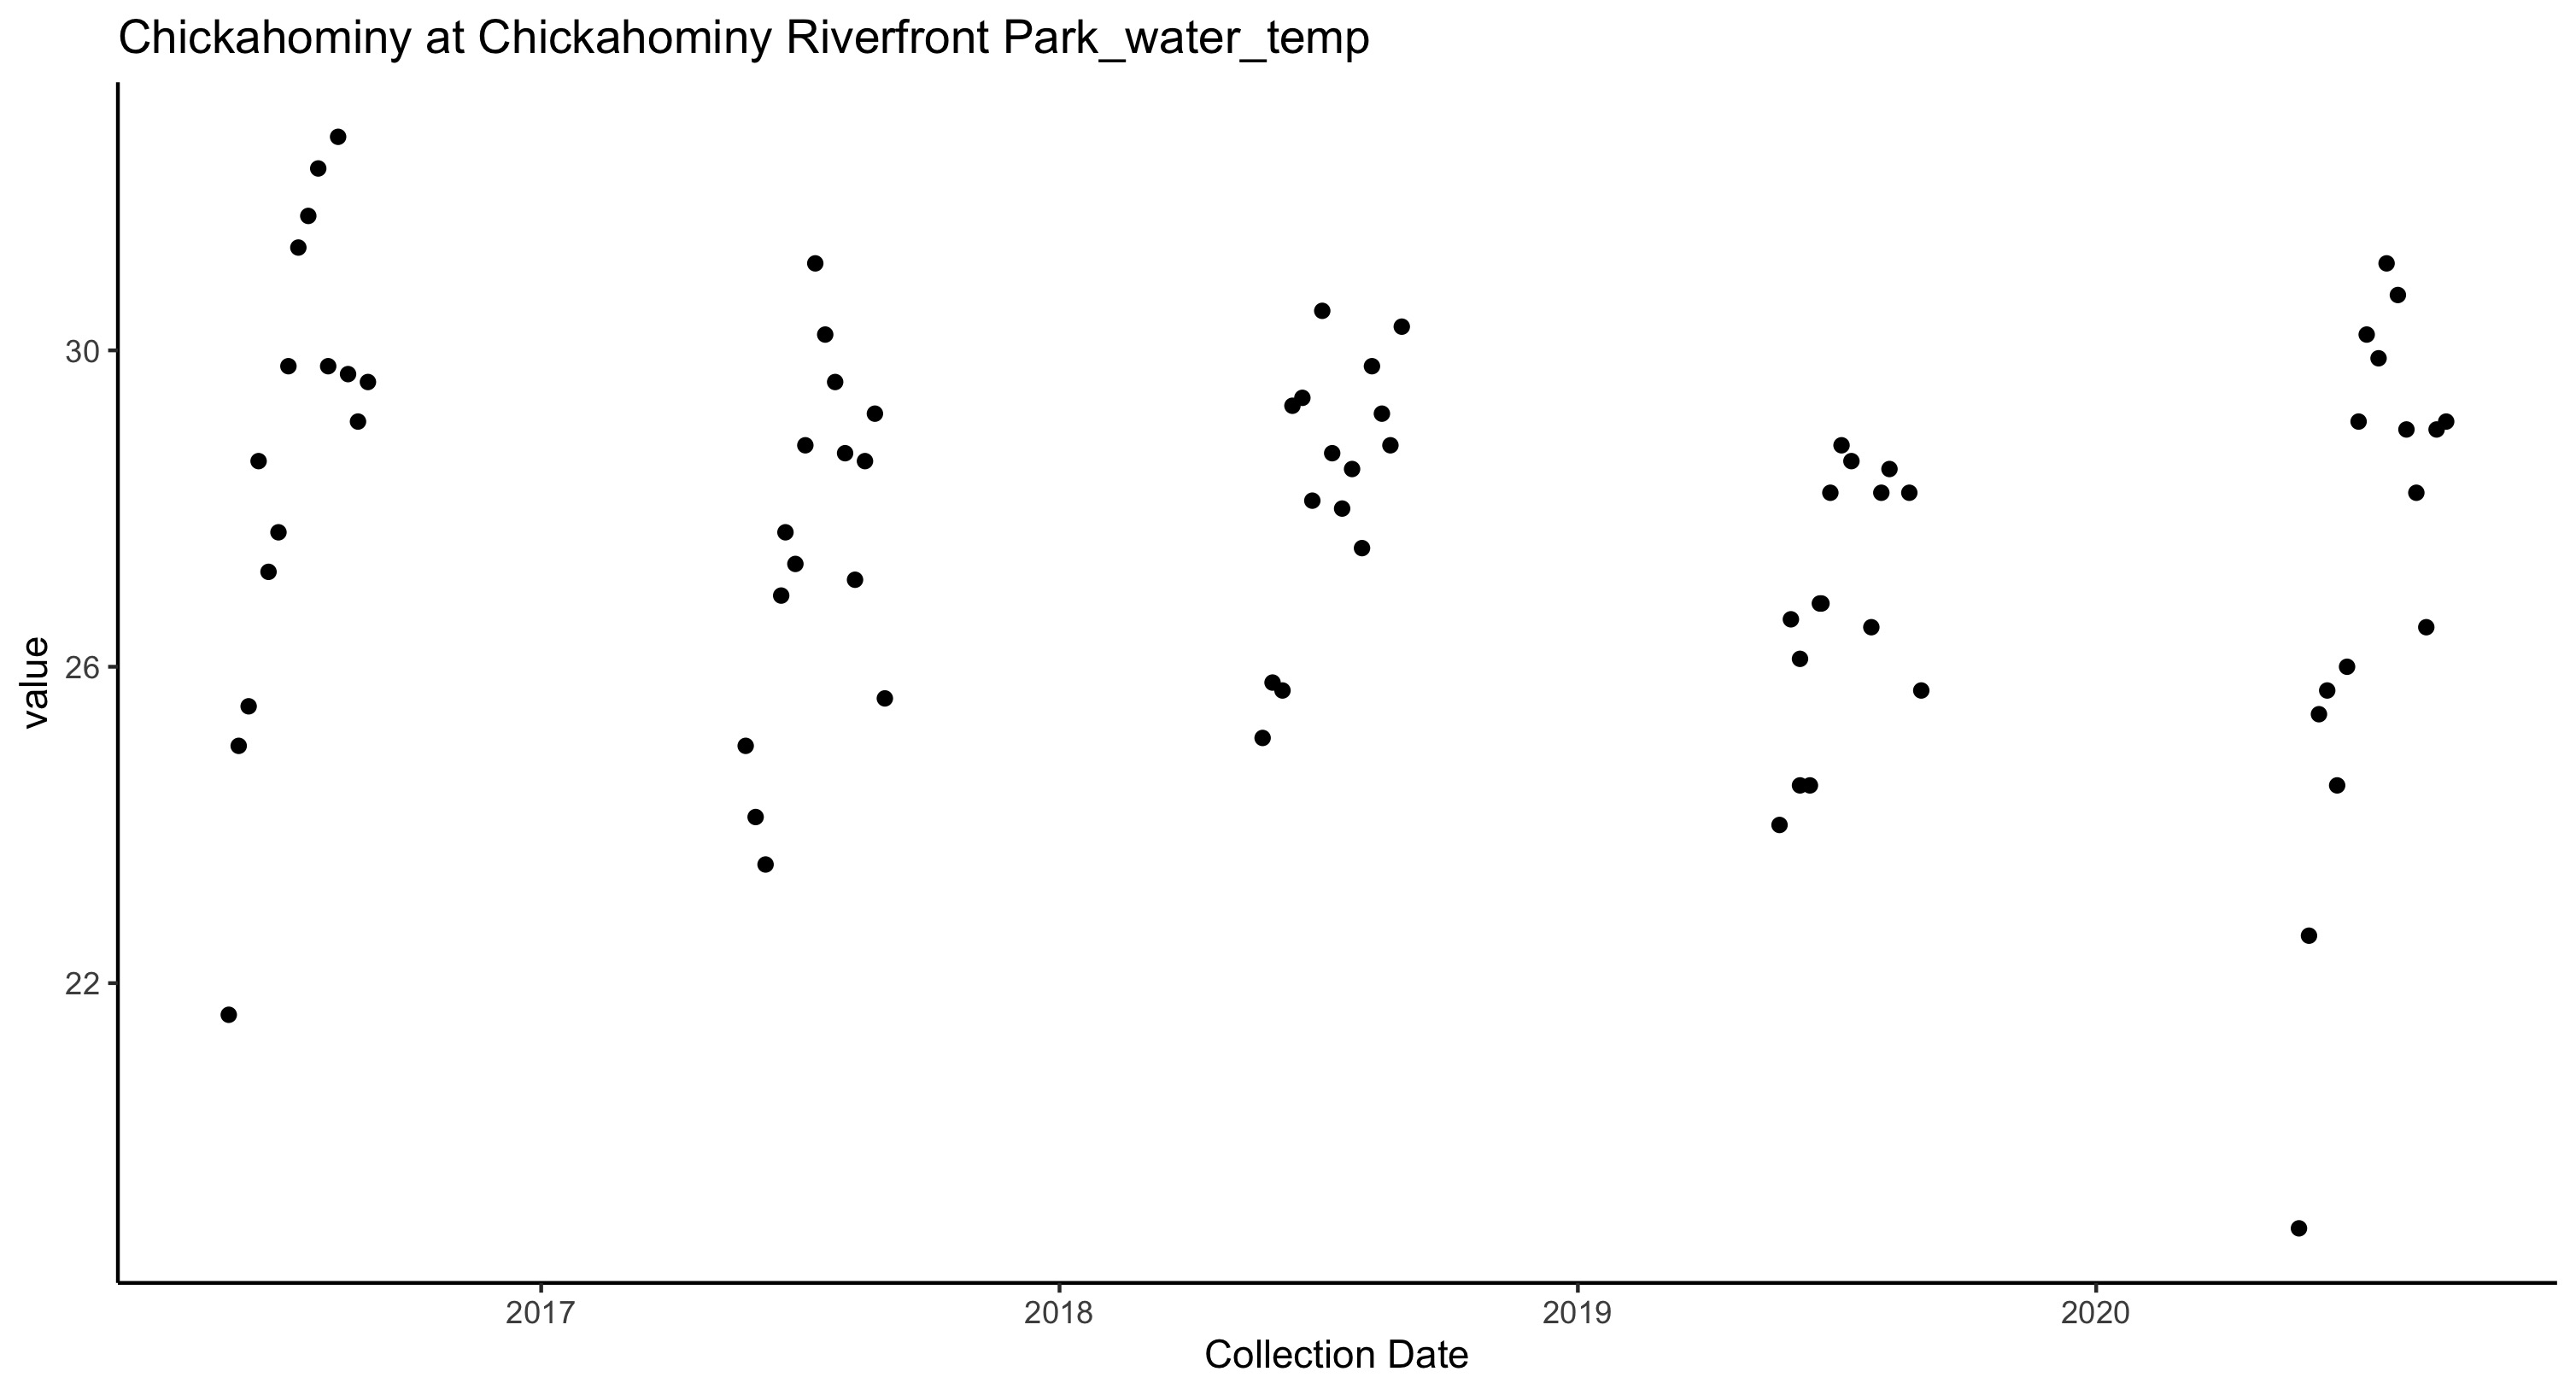 Chickahominy at Chickahominy Riverfront Park_water_temp
30
26
22
value
2017 2018 2019 2020
Collection Date